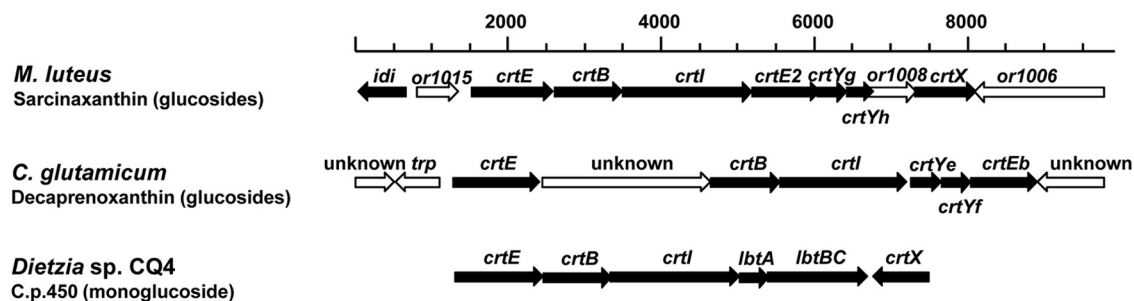 2000 4000 6000 8000
M. luteus
Sarcinaxanthin (glucosides)
idi or1015 crtE crtB crtI crtE2 crtYg or1008 crtX or1006
crtYh
C. glutamicum
Decaprenoxanthin (glucosides)
unknown trp crtE unknown crtB crtI crtYe crtEb unknown
crtYf
Dietzia sp. CQ4
C.p.450 (monoglucoside)
crtE crtB crtI lbtA lbtBC crtX